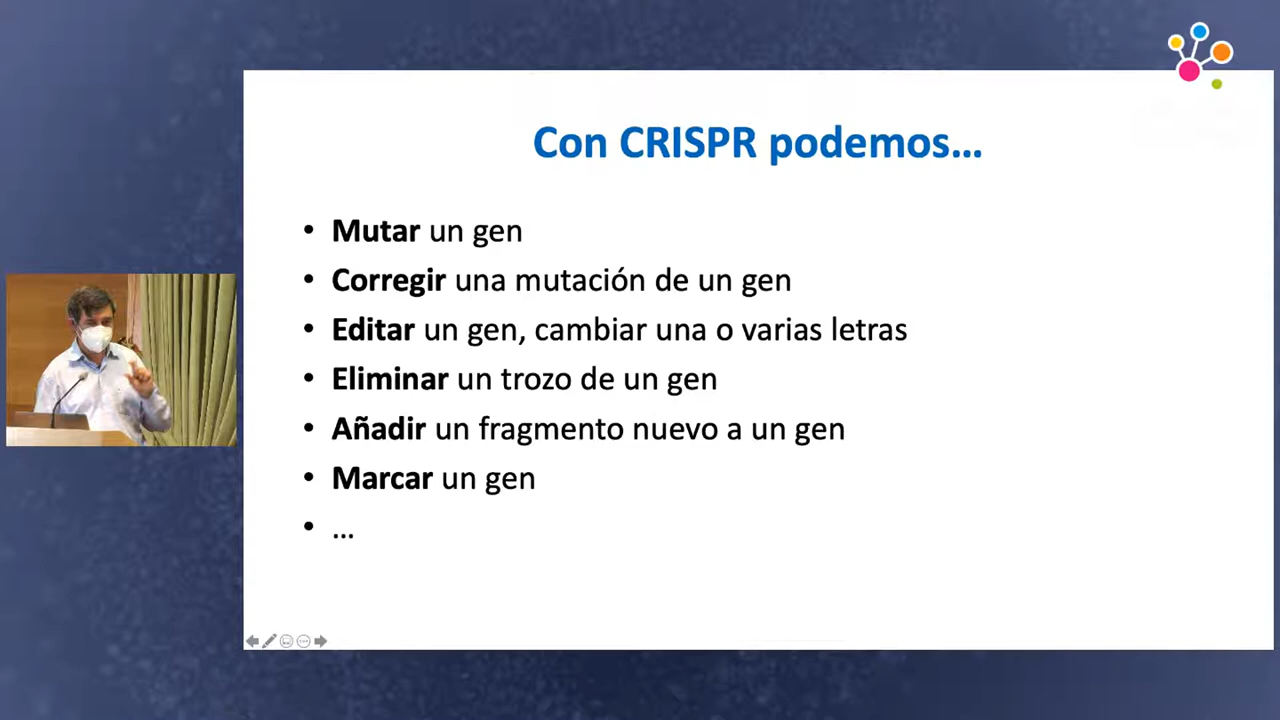 Con CRISPR podemos...
• Mutar un gen
• Corregir una mutación de un gen
• Editar un gen, cambiar una o varias letras
• Eliminar un trozo de un gen
• Añadir un fragmento nuevo a un gen
• Marcar un gen
• ...